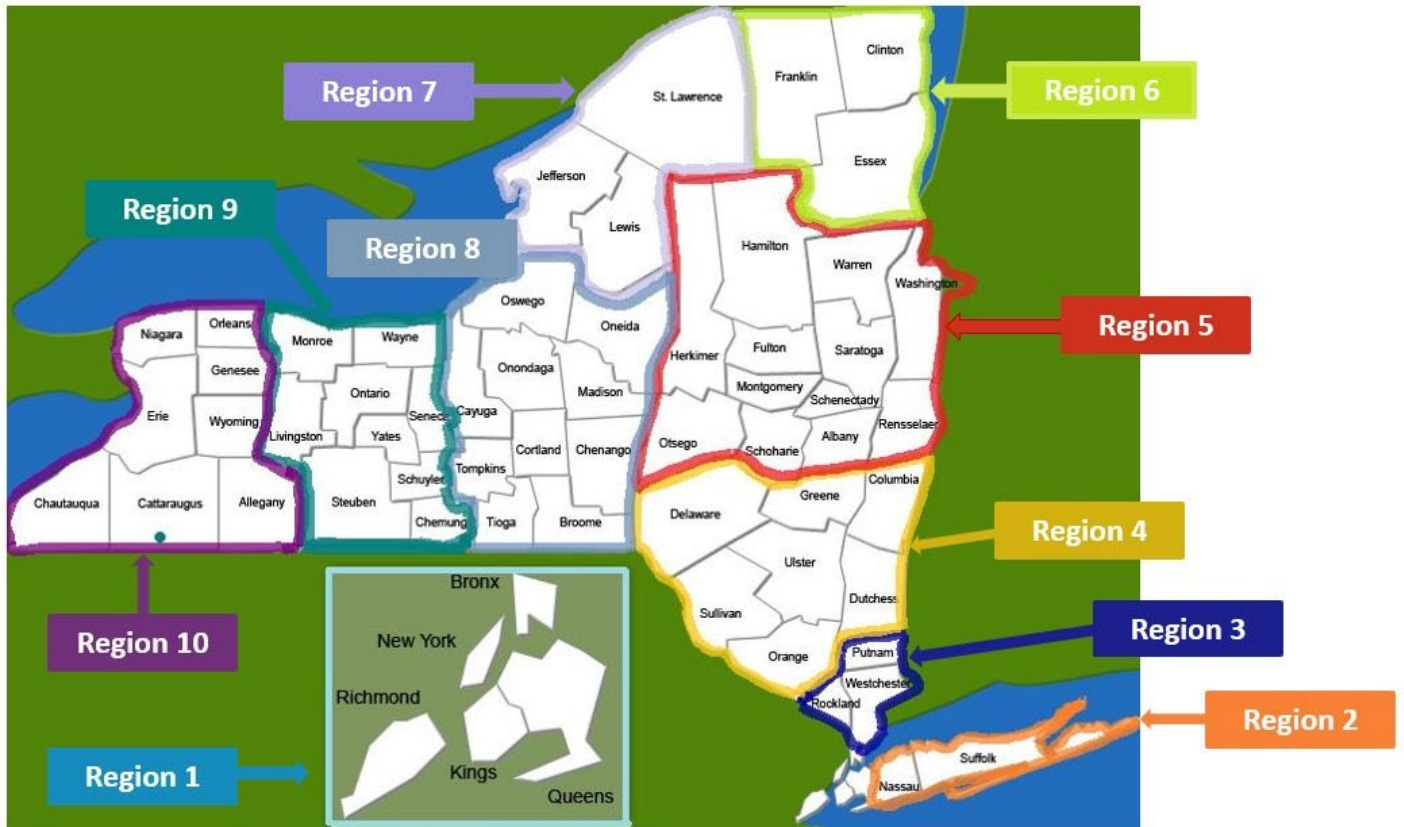 Clinton
Franklin
Region 7
St. Lawrence
Region 6
Essex
Jefferson
Region 9
Lewis
Region 8
Hamilton
Warren
Washington
Oswego
Niagara
Orleans
Monroe
Wayne
Oneida
Region 5
Fulton
Saratoga
Herkimer
Genesee
Onondaga
Montgomery
Ontario
Madison
Schenectady
Erie
Wyoming
Seneca
Cayuga
Rensselaer
Livingston
Yates
Albany
Otsego
Schoharie
Cortland
Chenango
Tompkins
Schuyler
Columbia
Chautauqua
Cattaraugus
Allegany
Steuben
Greene
Delaware
Chemung
Tioga
Broome
Region 4
Ulster
Bronx
Dutchess
Sullivan
Region 10
New York
Region 3
Orange
Putnam
Westchester
Richmond
Rockland
Region 2
Suffolk
Region 1
Kings
Nassau
Queens